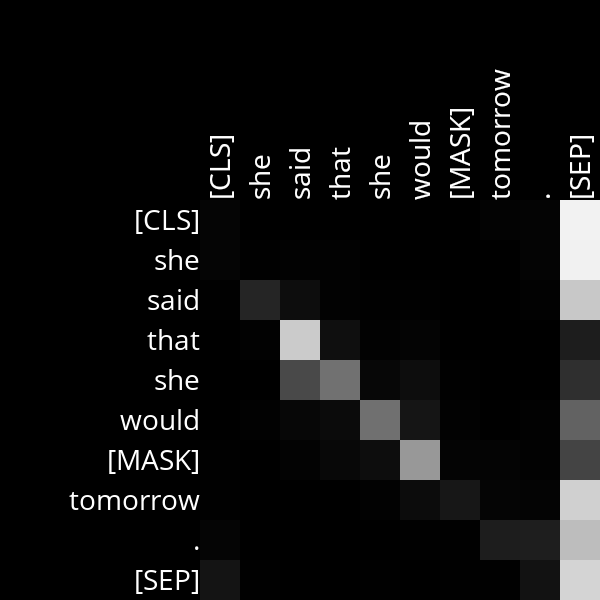 [CLS] she said that she would [MASK] tomorrow . [SEP]
[CLS]
she
said
that
she
would
[MASK]
tomorrow
.
[SEP]